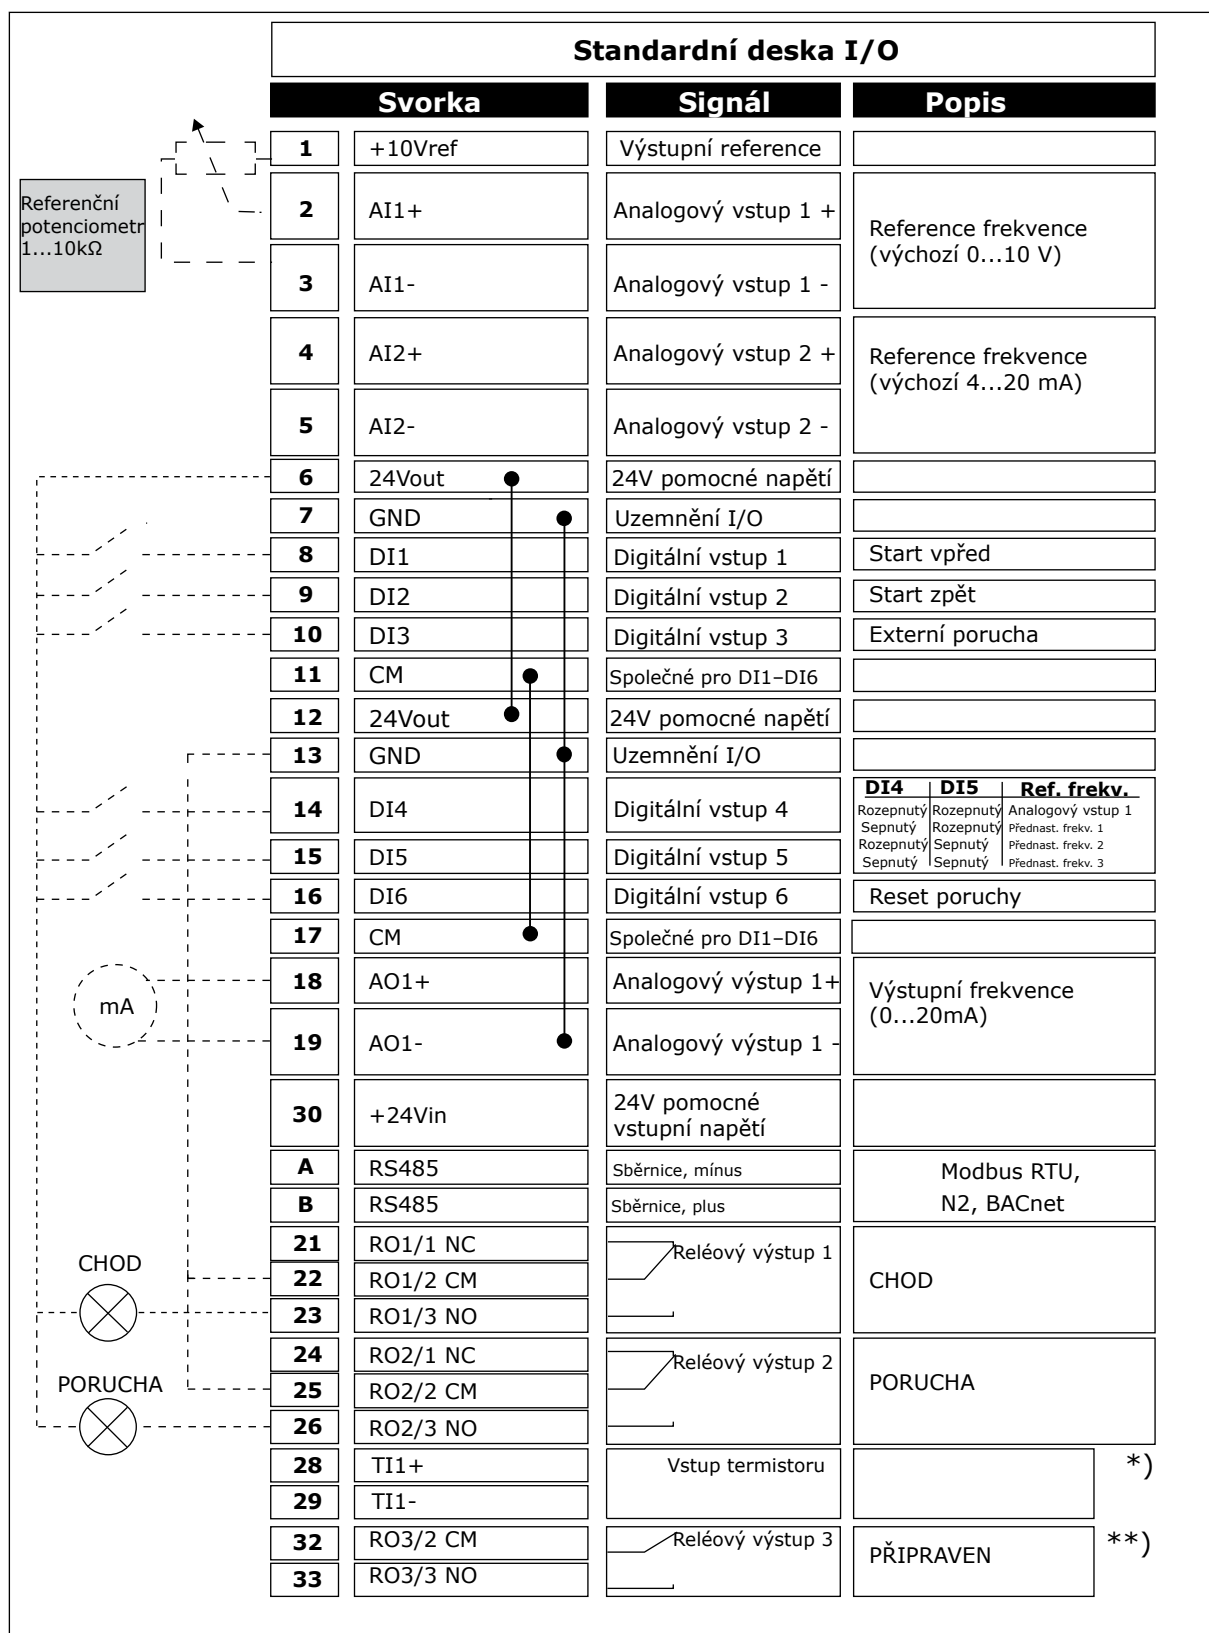 Standardní deska I/O
Svorka Signál Popis
1 +10Vref Výstupní reference
Referenční
potenciometr
1...10kΩ
2 AI1+ Analogový vstup 1 +
Reference frekvence
(výchozí 0...10 V)
3 AI1- Analogový vstup 1 -
4 AI2+ Analogový vstup 2 +
Reference frekvence
(výchozí 4...20 mA)
5 AI2- Analogový vstup 2 -
6 24Vout 24V pomocné napětí
7 GND Uzemnění I/O
8 DI1 Digitální vstup 1 Start vpřed
9 DI2 Digitální vstup 2 Start zpět
10 DI3 Digitální vstup 3 Externí porucha
11 CM Společné pro DI1–DI6
12 24Vout 24V pomocné napětí
13 GND Uzemnění I/O
14 DI4 Digitální vstup 4
DI4 DI5 Ref. frekv.
Rozepnutý Rozepnutý Analogový vstup 1
Sepnutý Rozepnutý Přednast. frekv. 1
Rozepnutý Sepnutý Přednast. frekv. 2
Sepnutý Sepnutý Přednast. frekv. 3
15 DI5 Digitální vstup 5
16 DI6 Digitální vstup 6 Reset poruchy
17 CM Společné pro DI1–DI6
18 AO1+ Analogový výstup 1+
Výstupní frekvence
(0...20mA)
mA
19 AO1- Analogový výstup 1 -
30 +24Vin
24V pomocné
vstupní napětí
A RS485 Sběrnice, mínus
Modbus RTU,
N2, BACnet
B RS485 Sběrnice, plus
21 RO1/1 NC Reléový výstup 1
CHOD
22 RO1/2 CM CHOD
23 RO1/3 NO
24 RO2/1 NC Reléový výstup 2
PORUCHA
25 RO2/2 CM PORUCHA
26 RO2/3 NO
28 TI1+ Vstup termistoru *)
29 TI1-
32 RO3/2 CM Reléový výstup 3 **)
PŘIPRAVEN
33 RO3/3 NO